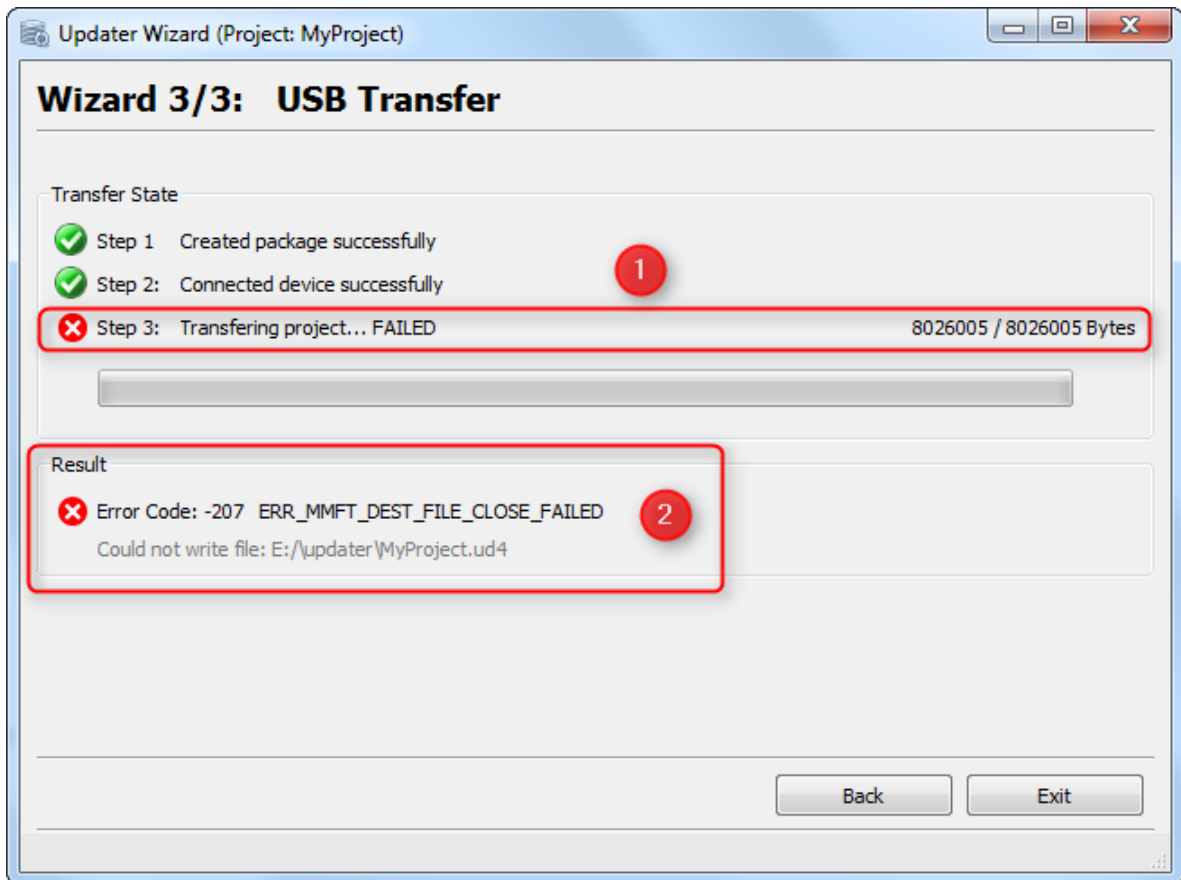 Updater Wizard (Project: MyProject)
Wizard 3/3: USB Transfer
Transfer State
Step 1 Created package successfully
1
Step 2: Connected device successfully
Step 3: Transfering project... FAILED 8026005 / 8026005 Bytes
Result
Error Code: -207 ERR_MMFT_DEST_FILE_CLOSE_FAILED
2
Could not write file: E:/\updater\MyProject.ud4
Back Exit